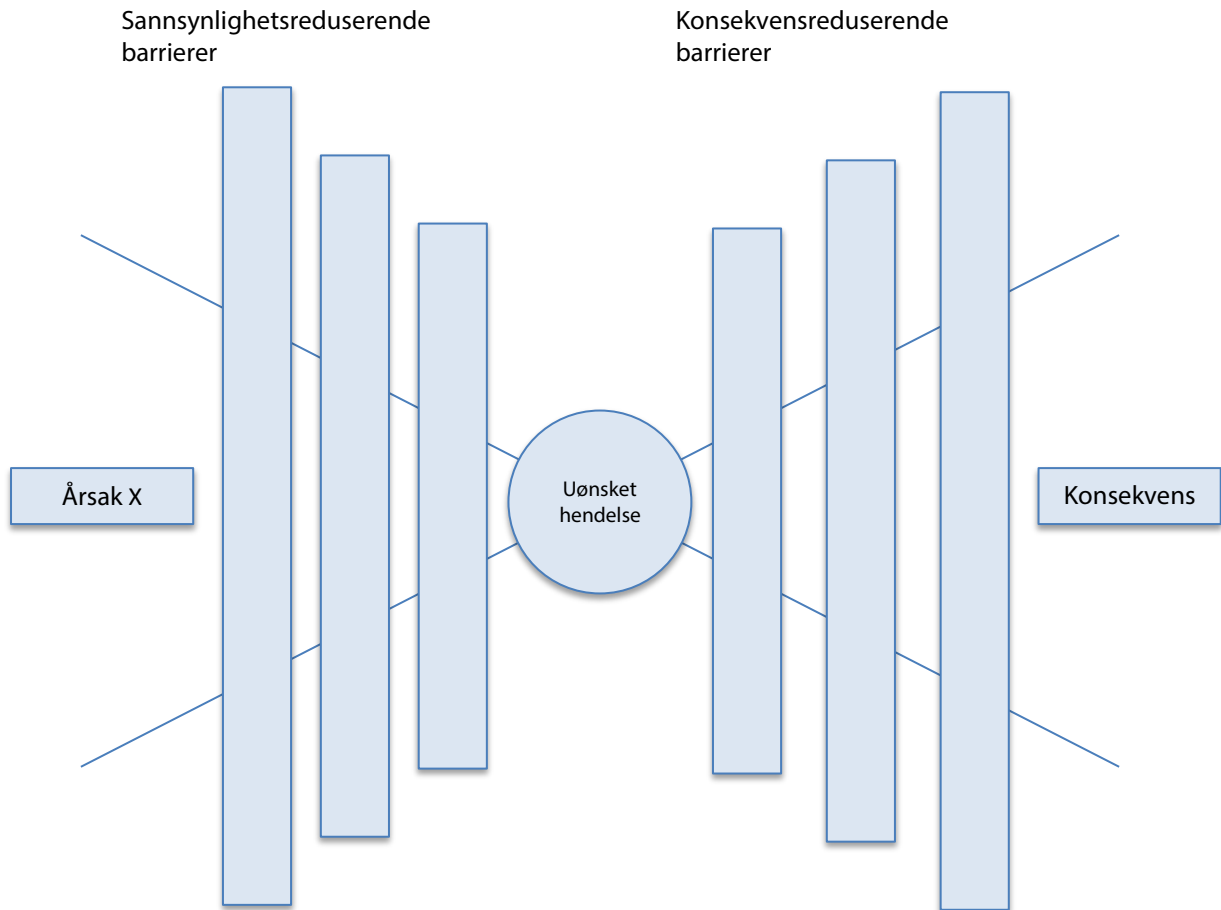 Sannsynlighetsreduserende
barrierer
Konsekvensreduserende
barrierer
Årsak X
Uønsket
hendelse
Konsekvens